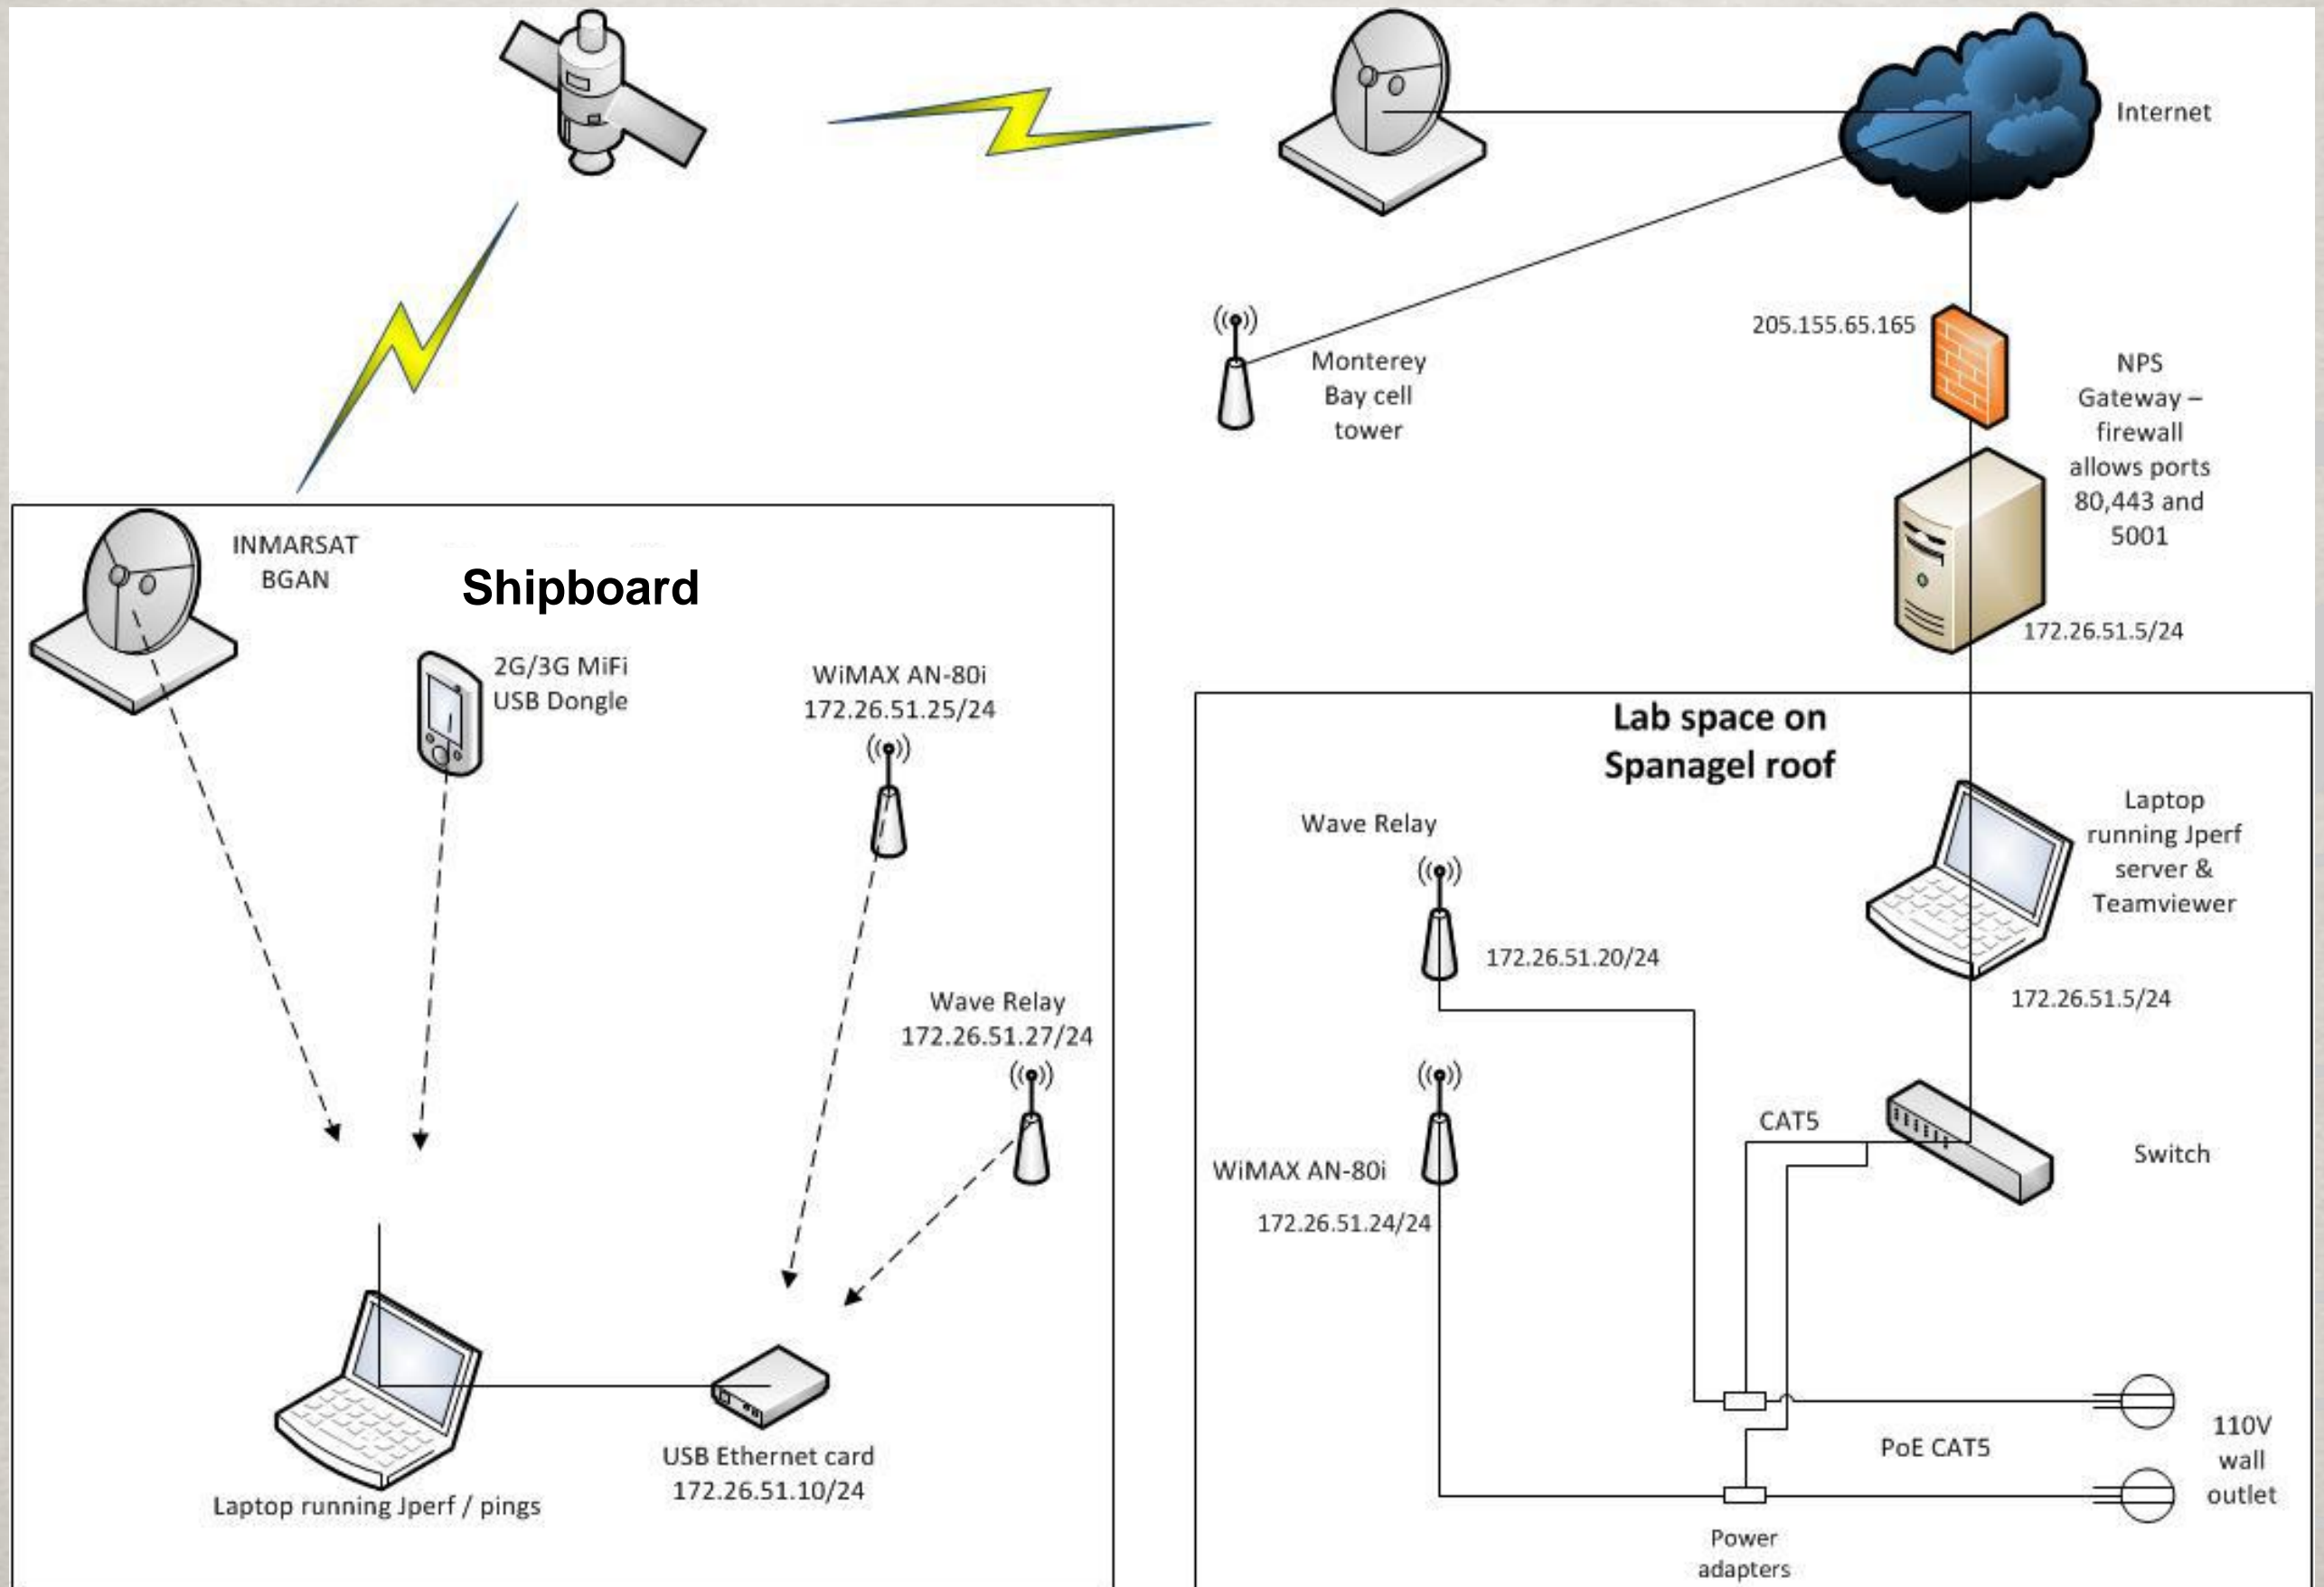 Internet
205.155.65.165
Monterey
Bay cell
tower
NPS
Gateway –
firewall
allows ports
80,443 and
5001
172.26.51.5/24
INMARSAT
BGAN
Shipboard
2G/3G MiFi
USB Dongle
WiMAX AN-80i
172.26.51.25/24
Wave Relay
172.26.51.27/24
USB Ethernet card
172.26.51.10/24
Laptop running Jperf / pings
Lab space on
Spanagel roof
Wave Relay
172.26.51.20/24
Laptop
running Jperf
server &
Teamviewer
172.26.51.5/24
CAT5
Switch
WiMAX AN-80i
172.26.51.24/24
PoE CAT5
110V
wall
outlet
Power
adapters